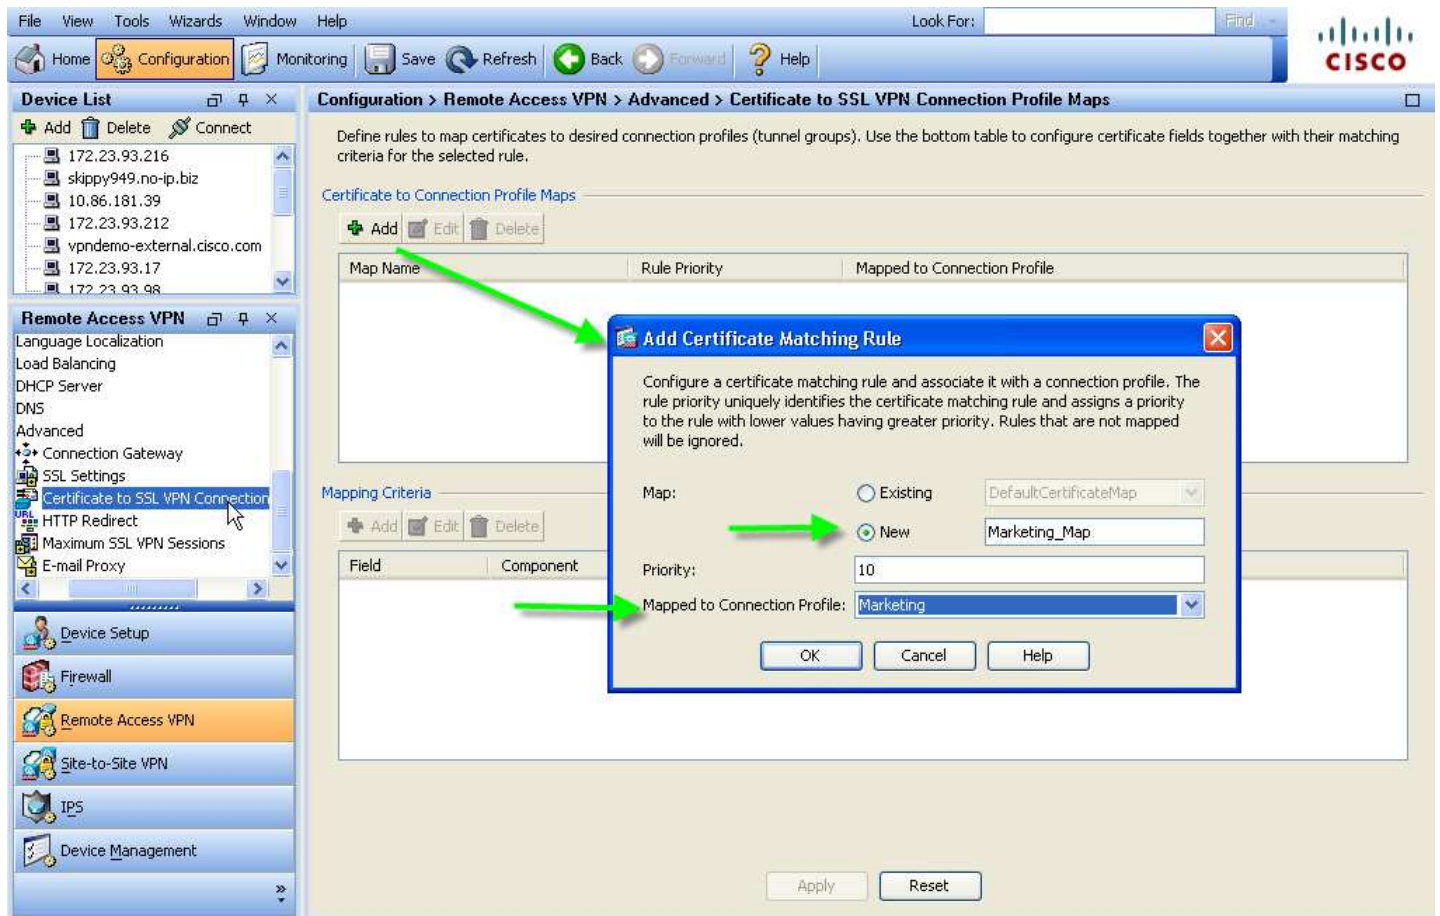 File View Tools Wizards Window Help Look For: Find
Home Configuration Monitoring Save Refresh Back Forward Help
CISCO
Device List
Add Delete Connect
172.23.93.216
skippy949.no-ip.biz
10.86.181.39
172.23.93.212
vpndemo-external.cisco.com
172.23.93.17
172.23.93.98
Remote Access VPN
Language Localization
Load Balancing
DHCP Server
DNS
Advanced
Connection Gateway
SSL Settings
Certificate to SSL VPN Connection
URL HTTP Redirect
Maximum SSL VPN Sessions
E-mail Proxy
Device Setup
Firewall
Remote Access VPN
Site-to-Site VPN
IPS
Device Management
Configuration > Remote Access VPN > Advanced > Certificate to SSL VPN Connection Profile Maps
Define rules to map certificates to desired connection profiles (tunnel groups). Use the bottom table to configure certificate fields together with their matching
criteria for the selected rule.
Certificate to Connection Profile Maps
Add Edit Delete
Map Name Rule Priority Mapped to Connection Profile
Mapping Criteria
Add Edit Delete
Field Component
Add Certificate Matching Rule
Configure a certificate matching rule and associate it with a connection profile. The
rule priority uniquely identifies the certificate matching rule and assigns a priority
to the rule with lower values having greater priority. Rules that are not mapped
will be ignored.
Map: Existing DefaultCertificateMap
New Marketing_Map
Priority: 10
Mapped to Connection Profile: Marketing
OK Cancel Help
Apply Reset